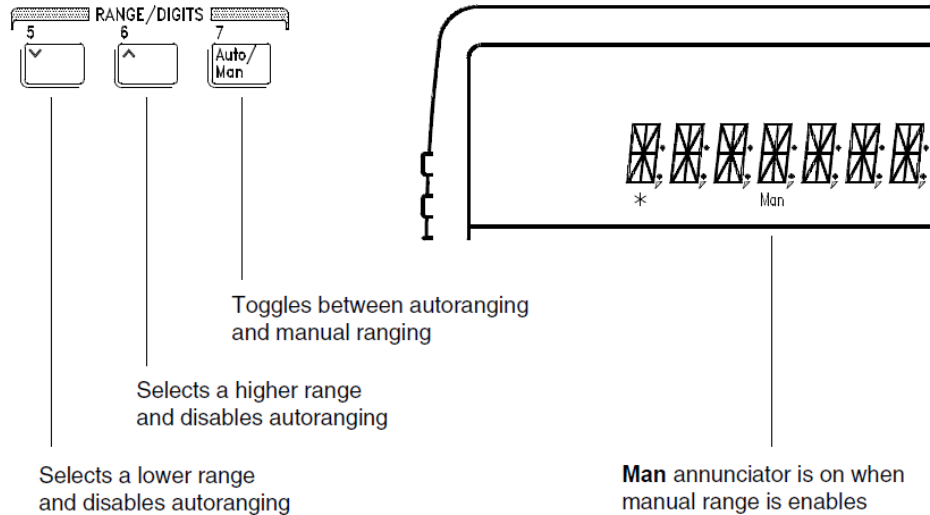 RANGE/DIGITS
5 6 7
Auto/
Man
* Man
Toggles between autoranging
and manual ranging
Selects a higher range
and disables autoranging
Selects a lower range
and disables autoranging
Man annunciator is on when
manual range is enables